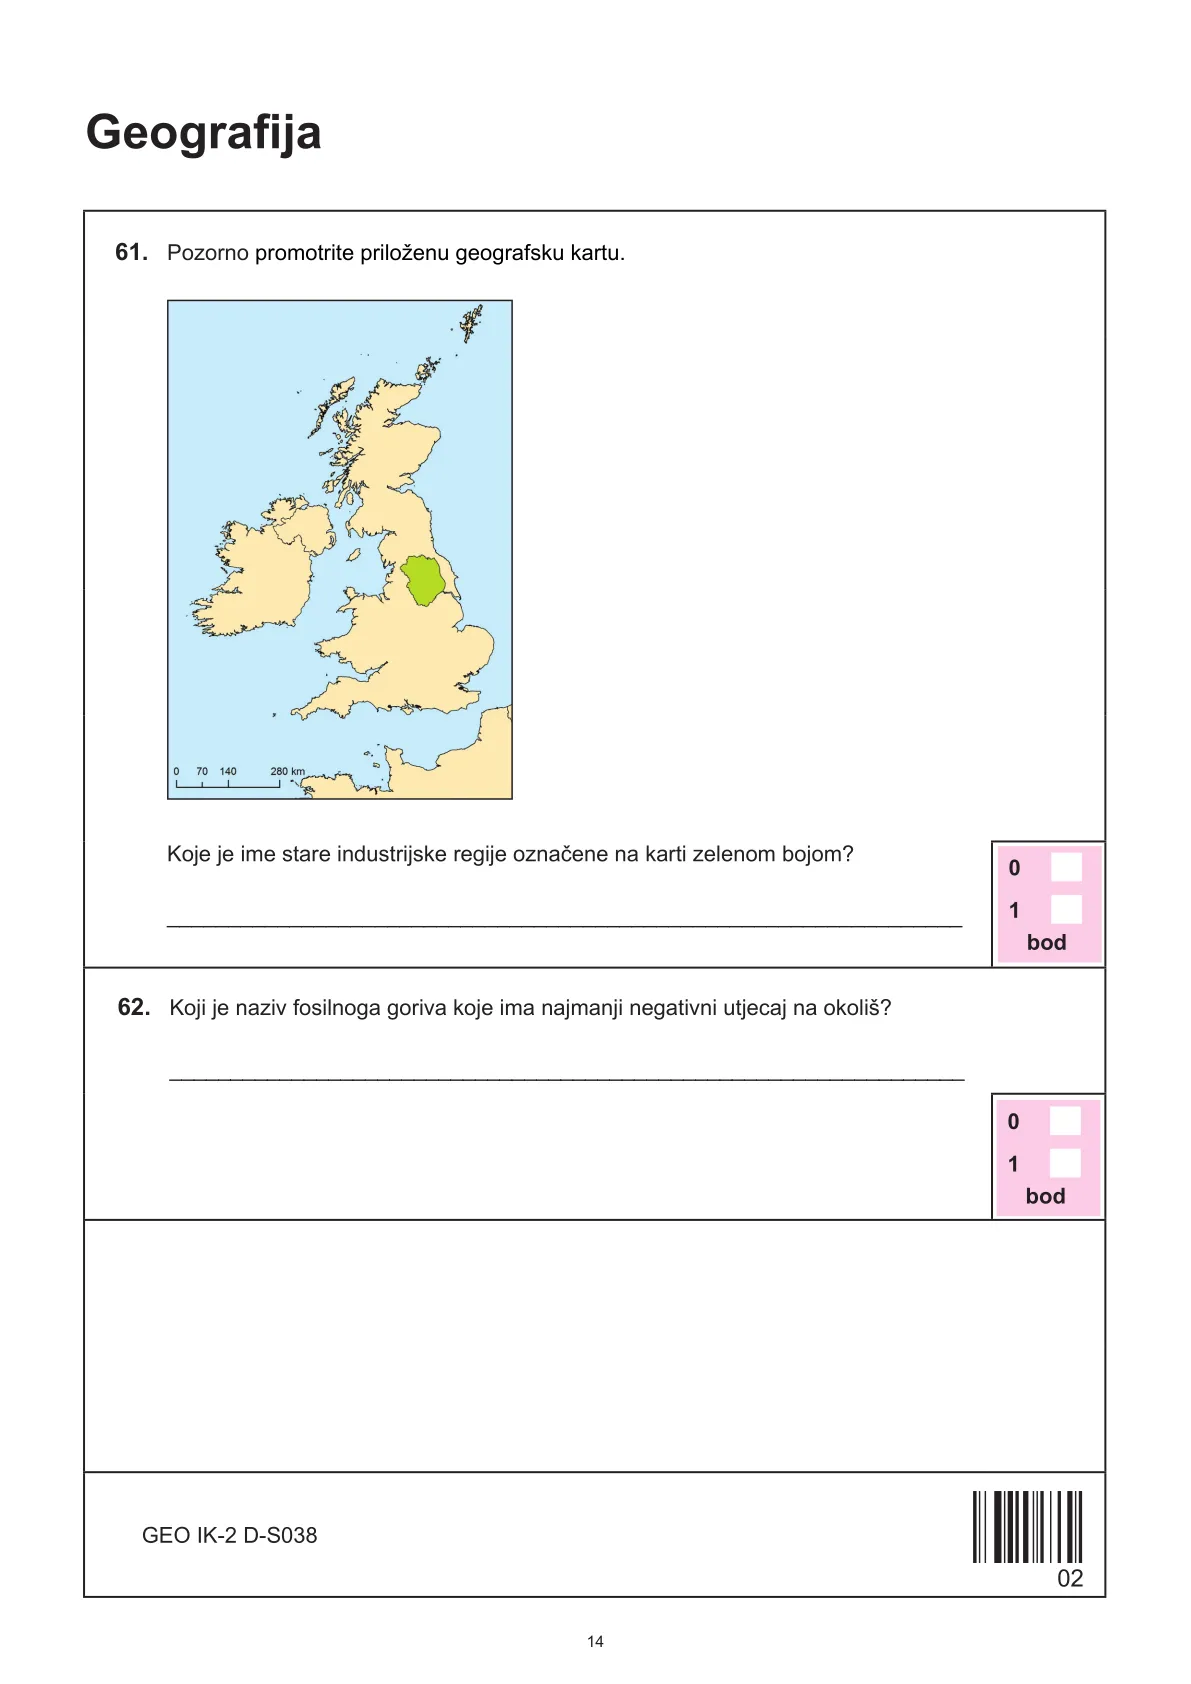 Geografija
61. Pozorno promotrite priloženu geografsku kartu.
0 70 140 280 km
Koje je ime stare industrijske regije označene na karti zelenom bojom?
0
1
bod
62. Koji je naziv fosilnoga goriva koje ima najmanji negativni utjecaj na okoliš?
0
1
bod
GEO IK-2 D-S038
02
14